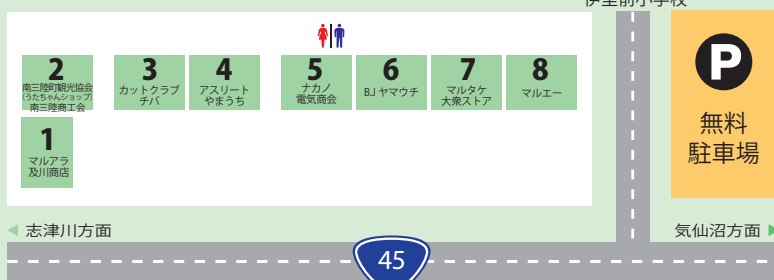 伊里前小学校
2
南三陸町観光協会
(うたちゃんショップ)
南三陸商工会
3
カットクラブ
チバ
4
アスリート
やまうち
5
ナカノ
電気商会
6
BJ ヤマウチ
7
マルタケ
大衆ストア
8
マルエー
1
マルアラ
及川商店
P
無料
駐車場
◀ 志津川方面
気仙沼方面 ▶
45